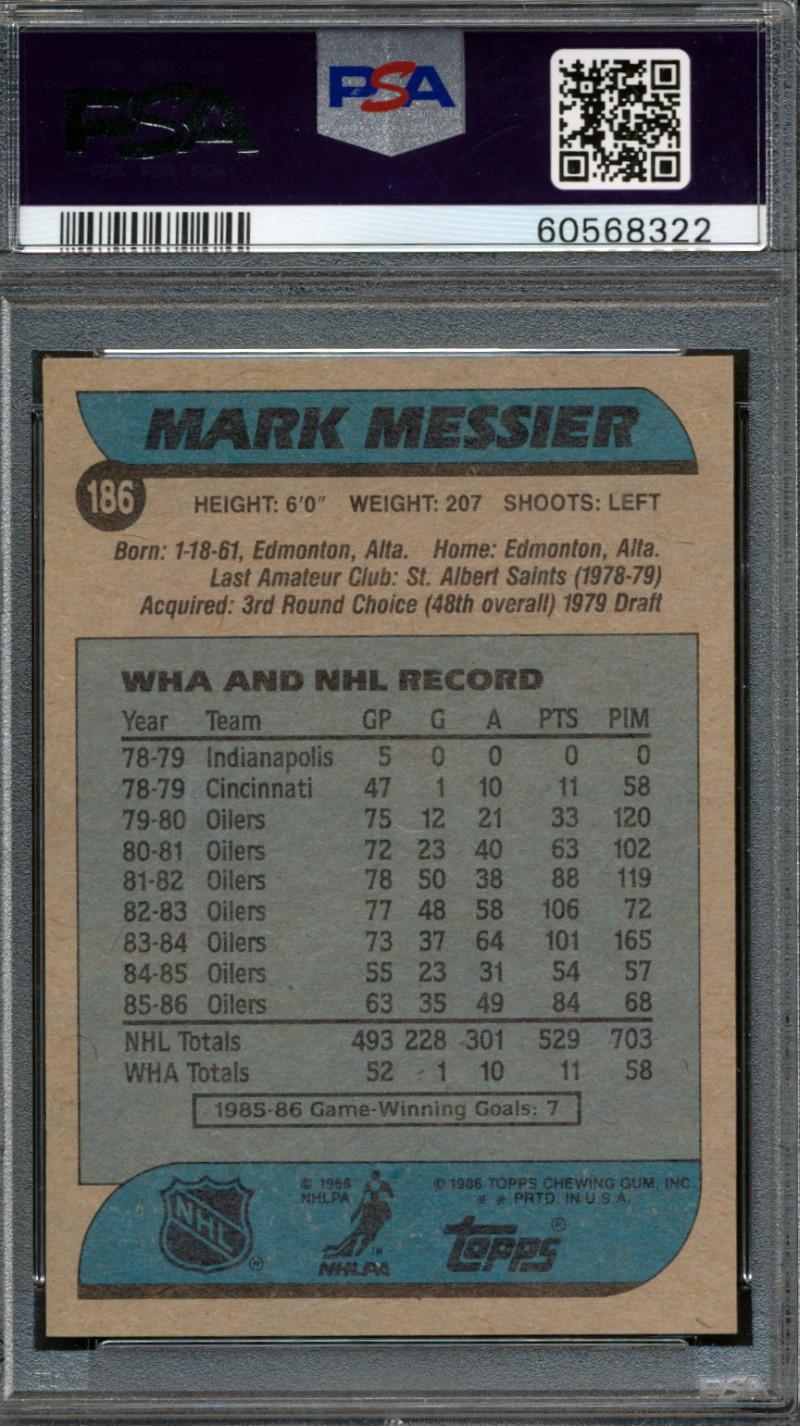 PSA
PSA
60568322
MARK MESSIER
186
HEIGHT: 6'0" WEIGHT: 207 SHOOTS: LEFT
Born: 1-18-61, Edmonton, Alta. Home: Edmonton, Alta.
Last Amateur Club: St. Albert Saints (1978-79)
Acquired: 3rd Round Choice (48th overall) 1979 Draft
WHA AND NHL RECORD
Year Team GP G A PTS PIM
78-79 Indianapolis 5 0 0 0 0
78-79 Cincinnati 47 1 10 11 58
79-80 Oilers 75 12 21 33 120
80-81 Oilers 72 23 40 63 102
81-82 Oilers 78 50 38 88 119
82-83 Oilers 77 48 58 106 72
83-84 Oilers 73 37 64 101 165
84-85 Oilers 55 23 31 54 57
85-86 Oilers 63 35 49 84 68
NHL Totals 493 228 301 529 703
WHA Totals 52 1 10 11 58
1985-86 Game-Winning Goals: 7
NHL ®
© 1986
NHLPA
TM
NHLPA
© 1986 TOPPS CHEWING GUM, INC.
* * PRTD. IN U.S.A.
topps ®
PSA